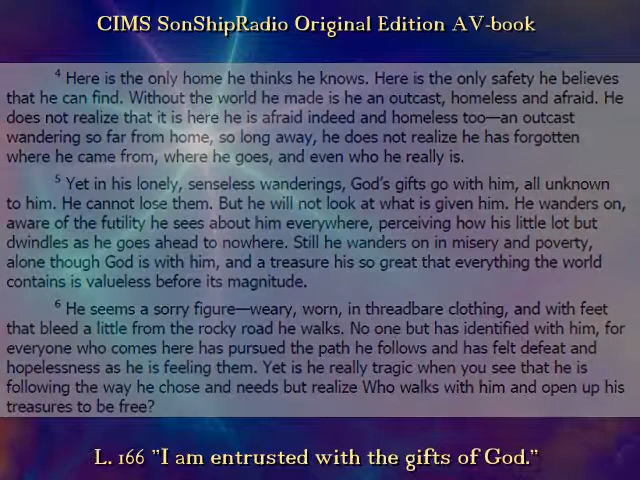 CIMS SonShipRadio Original Edition AV-book
4 Here is the only home he thinks he knows. Here is the only safety he believes
that he can find. Without the world he made is he an outcast, homeless and afraid. He
does not realize that it is here he is afraid indeed and homeless too—an outcast
wandering so far from home, so long away, he does not realize he has forgotten
where he came from, where he goes, and even who he really is.
5 Yet in his lonely, senseless wanderings, God's gifts go with him, all unknown
to him. He cannot lose them. But he will not look at what is given him. He wanders on,
aware of the futility he sees about him everywhere, perceiving how his little lot but
dwindles as he goes ahead to nowhere. Still he wanders on in misery and poverty,
alone though God is with him, and a treasure his so great that everything the world
contains is valueless before its magnitude.
6 He seems a sorry figure—weary, worn, in threadbare clothing, and with feet
that bleed a little from the rocky road he walks. No one but has identified with him, for
everyone who comes here has pursued the path he follows and has felt defeat and
hopelessness as he is feeling them. Yet is he really tragic when you see that he is
following the way he chose and needs but realize Who walks with him and open up his
treasures to be free?
L. 166 "I am entrusted with the gifts of God."